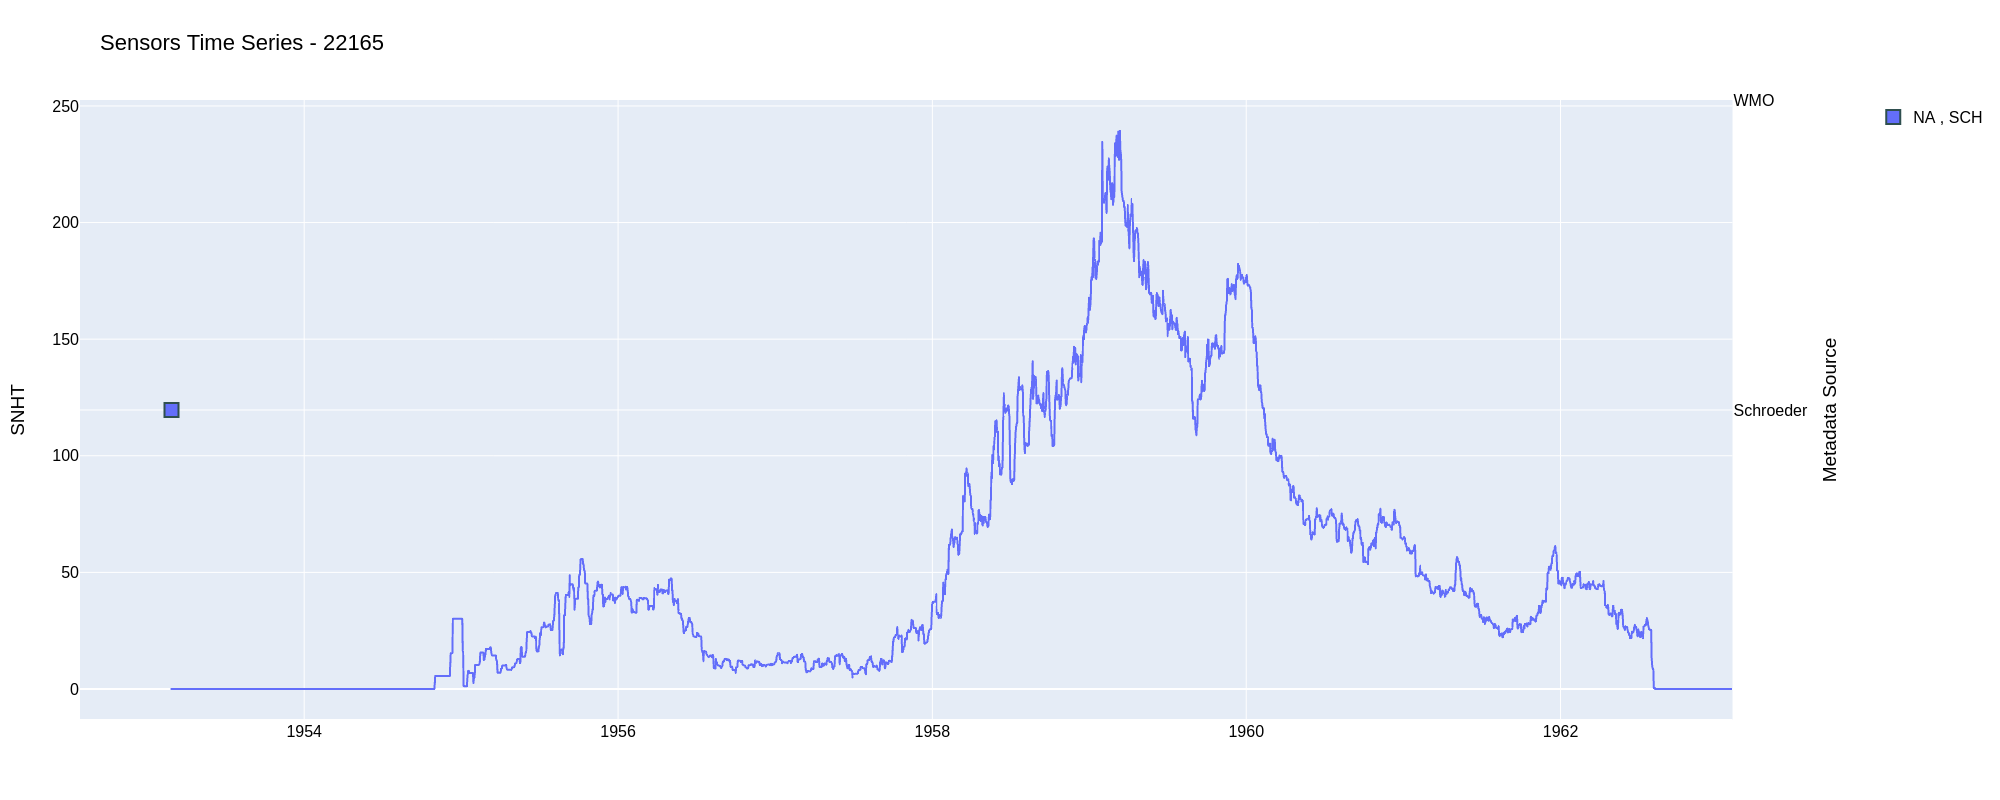 Sensors Time Series - 22165
250
200
150
100
50
0
SNHT
1954
1956
1958
1960
1962
WMO
Schroeder
Metadata Source
NA , SCH